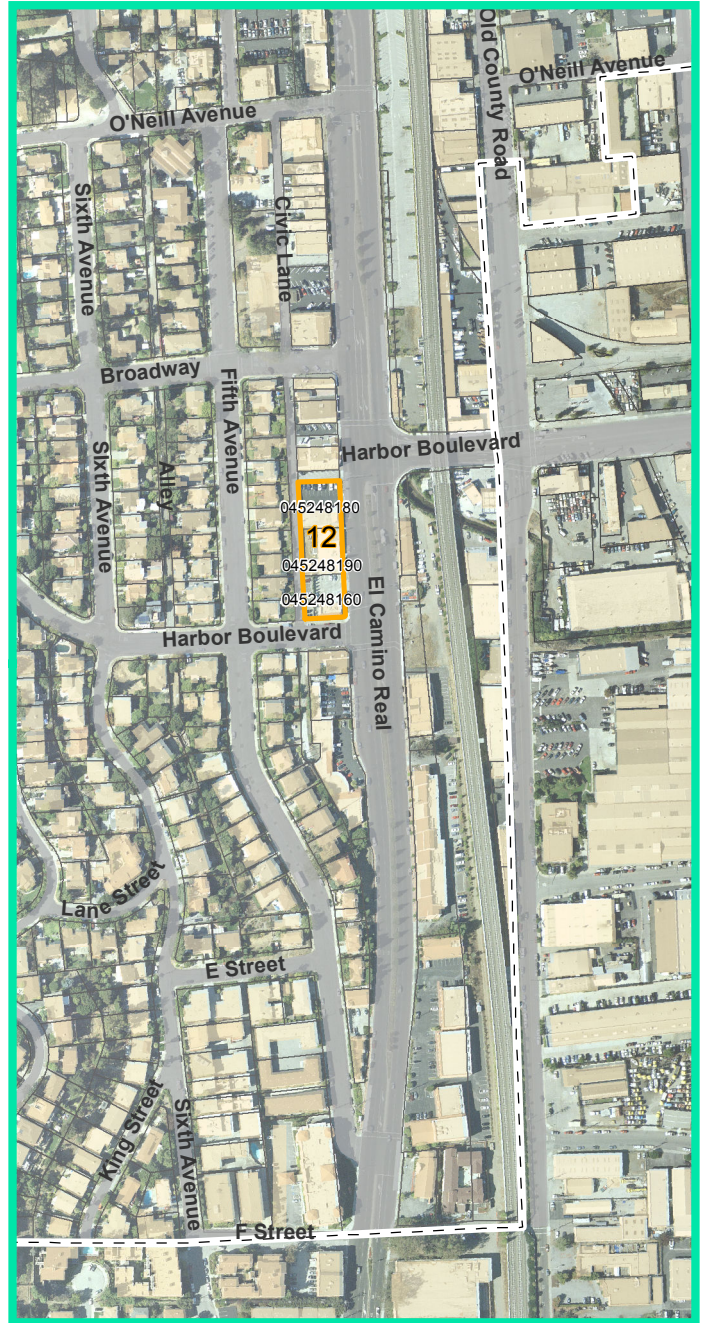 Old County Road
O'Neill Avenue
O'Neill Avenue
Sixth Avenue
Civic Lane
Broadway
Fifth Avenue
Harbor Boulevard
SIxth Avenue
Alley
045248180
12
045248190
045248160
El Camino Real
Harbor Boulevard
Lane Street
E Street
King Street
Sixth Avenue
F Street